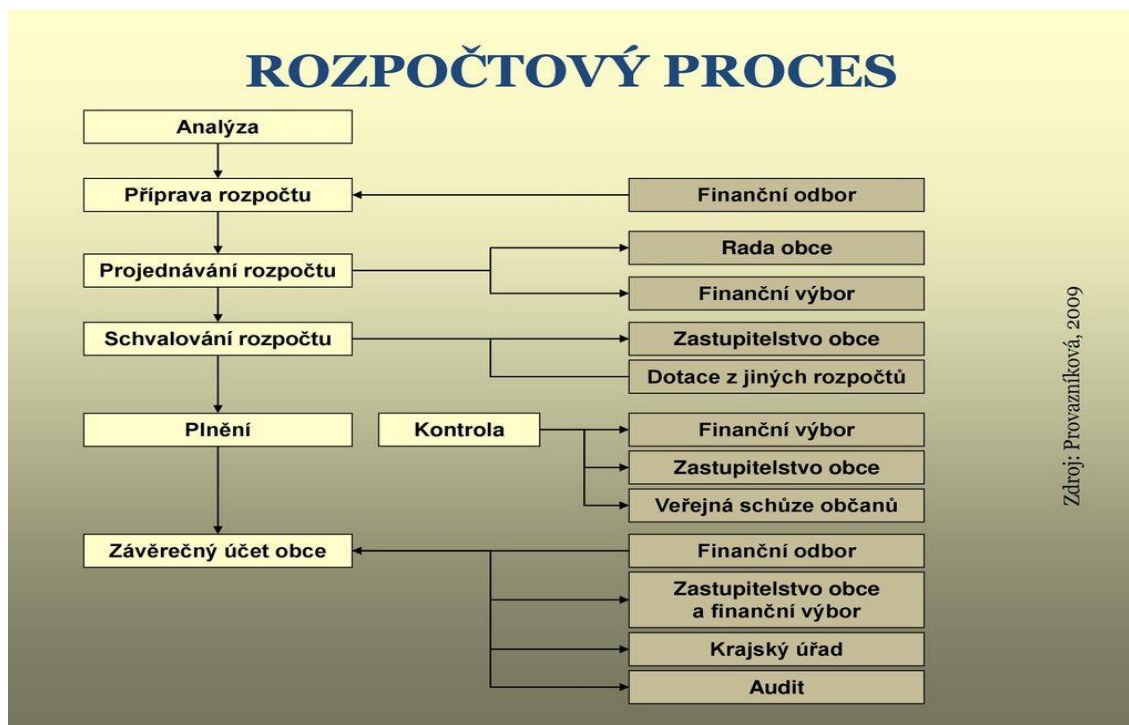 ROZPOČTOVÝ PROCES
Analýza
Příprava rozpočtu
Finanční odbor
Rada obce
Projednávání rozpočtu
Finanční výbor
Schvalování rozpočtu
Zastupitelstvo obce
Dotace z jiných rozpočtů
Plnění
Kontrola
Finanční výbor
Zastupitelstvo obce
Veřejná schůze občanů
Závěrečný účet obce
Finanční odbor
Zastupitelstvo obce
a finanční výbor
Krajský úřad
Audit
Zdroj: Provazníková, 2009